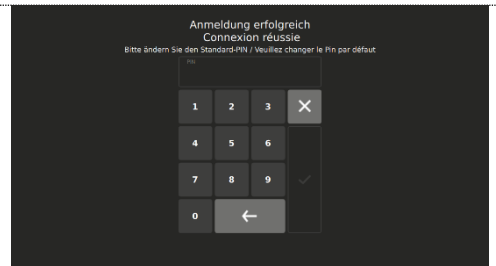 Anmeldung erfolgreich
Connexion réussie
Bitte ändern Sie den Standard-PIN / Veuillez changer le Pin par défaut
PIN
1 2 3
4 5 6
7 8 9
0